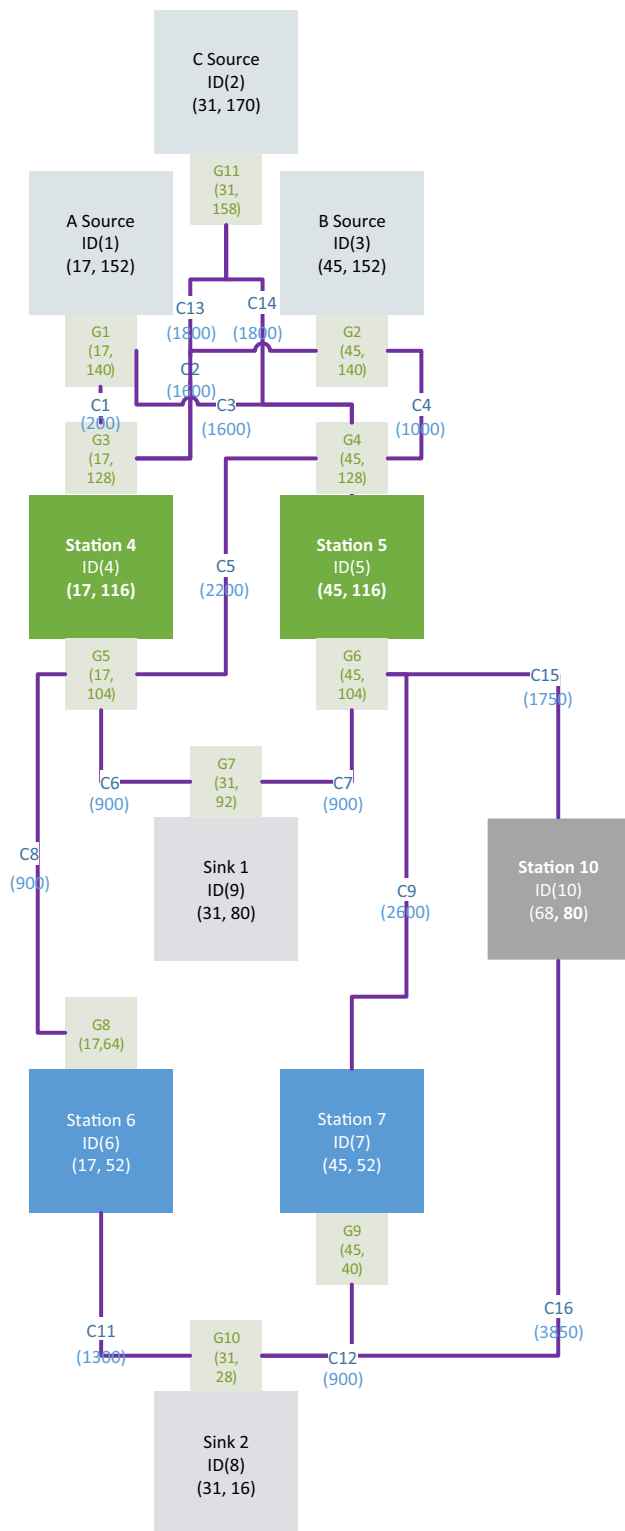 C Source
ID(2)
(31, 170)
G11
(31,
158)
A Source
ID(1)
(17, 152)
B Source
ID(3)
(45, 152)
C13
(1800)
C14
(1800)
G1
(17,
140)
G2
(45,
140)
C2
(1600)
C1
(200)
C3
(1600)
C4
(1000)
G3
(17,
128)
G4
(45,
128)
Station 4
ID(4)
(17, 116)
Station 5
ID(5)
(45, 116)
C5
(2200)
G5
(17,
104)
G6
(45,
104)
C15
(1750)
G7
(31,
92)
C6
(900)
C7
(900)
C8
(900)
Sink 1
ID(9)
(31, 80)
Station 10
ID(10)
(68, 80)
C9
(2600)
G8
(17,64)
Station 6
ID(6)
(17, 52)
Station 7
ID(7)
(45, 52)
G9
(45,
40)
C11
(1300)
G10
(31,
28)
C12
(900)
C16
(3850)
Sink 2
ID(8)
(31, 16)